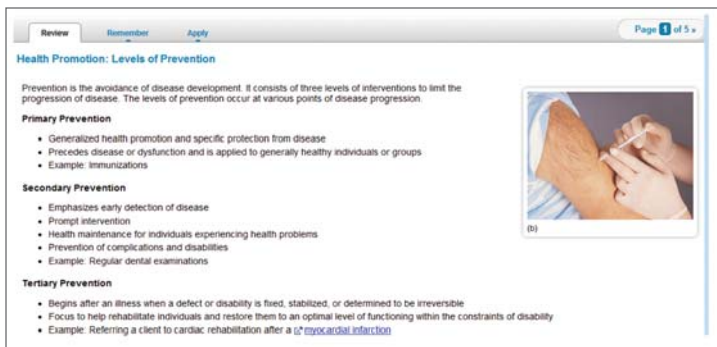 Review Remember Apply Page 1 of 5 »
Health Promotion: Levels of Prevention
Prevention is the avoidance of disease development. It consists of three levels of interventions to limit the
progression of disease. The levels of prevention occur at various points of disease progression.
Primary Prevention
• Generalized health promotion and specific protection from disease
• Precedes disease or dysfunction and is applied to generally healthy individuals or groups
• Example: Immunizations
(b)
Secondary Prevention
• Emphasizes early detection of disease
• Prompt intervention
• Health maintenance for individuals experiencing health problems
• Prevention of complications and disabilities
• Example: Regular dental examinations
Tertiary Prevention
• Begins after an illness when a defect or disability is fixed, stabilized, or determined to be irreversible
• Focus to help rehabilitate individuals and restore them to an optimal level of functioning within the constraints of disability
• Example: Referring a client to cardiac rehabilitation after a myocardial infarction